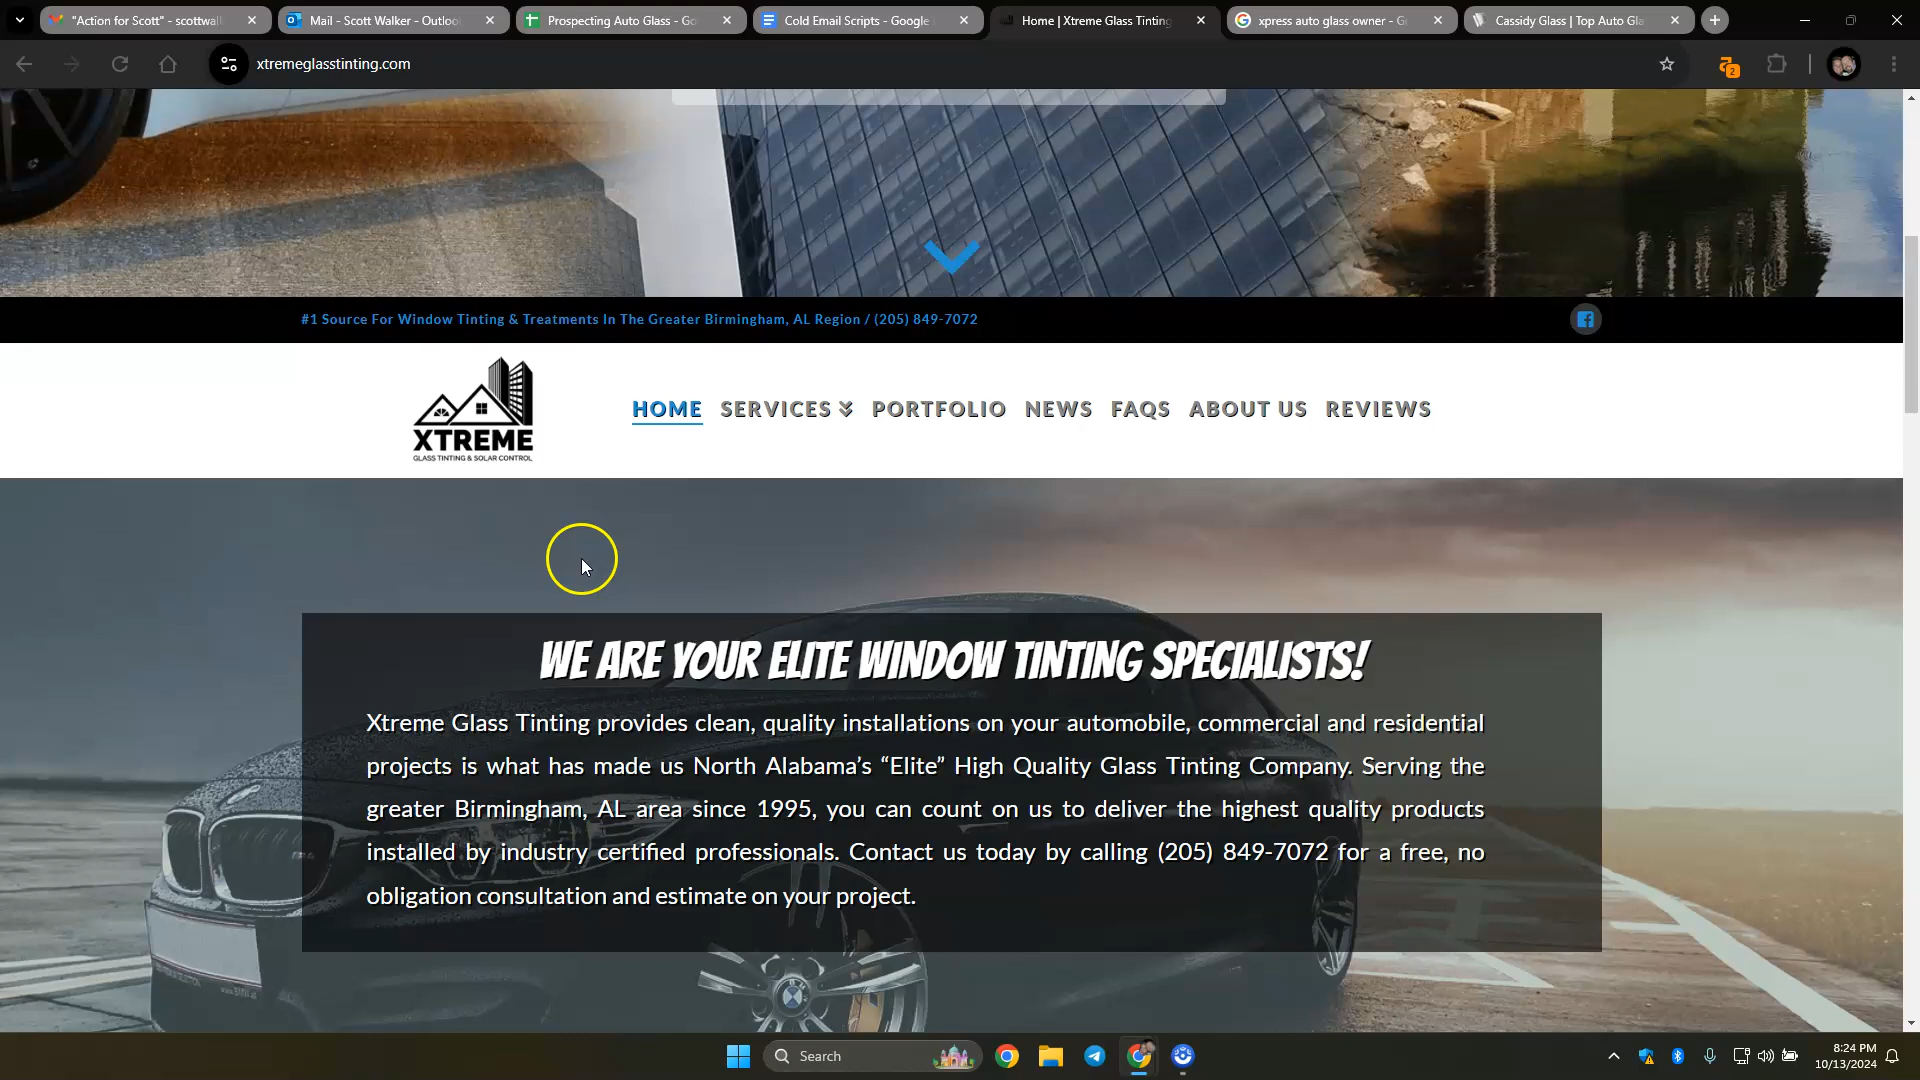 "Action for Scott" - scottwal
Mail - Scott Walker - Outloo
Prospecting Auto Glass - Go
Cold Email Scripts - Google
Home | Xtreme Glass Tinting
xpress auto glass owner - G
Cassidy Glass | Top Auto Gla
xtremeglasstinting.com
2
#1 Source For Window Tinting & Treatments In The Greater Birmingham, AL Region / (205) 849-7072
XTREME
GLASS TINTING & SOLAR CONTROL
HOME SERVICES PORTFOLIO NEWS FAQS ABOUT US REVIEWS
WE ARE YOUR ELITE WINDOW TINTING SPECIALISTS!
Xtreme Glass Tinting provides clean, quality installations on your automobile, commercial and residential
projects is what has made us North Alabama's “Elite” High Quality Glass Tinting Company. Serving the
greater Birmingham, AL area since 1995, you can count on us to deliver the highest quality products
installed by industry certified professionals. Contact us today by calling (205) 849-7072 for a free, no
obligation consultation and estimate on your project.
Search
8:24 PM
10/13/2024